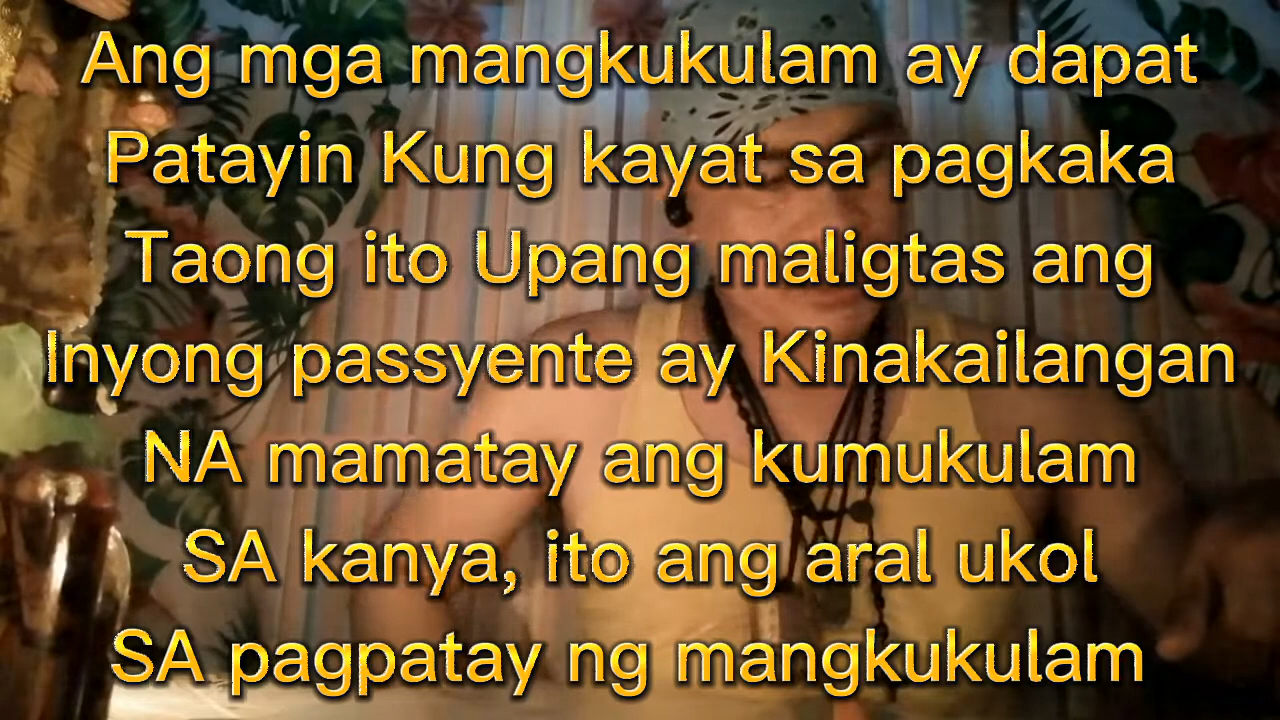 Ang mga mangkukulam ay dapat
Patayin Kung kayat sa pagkaka
Taong ito Upang maligtas ang
Inyong passyente ay Kinakailangan
NA mamatay ang kumukulam
SA kanya, ito ang aral ukol
SA pagpatay ng mangkukulam